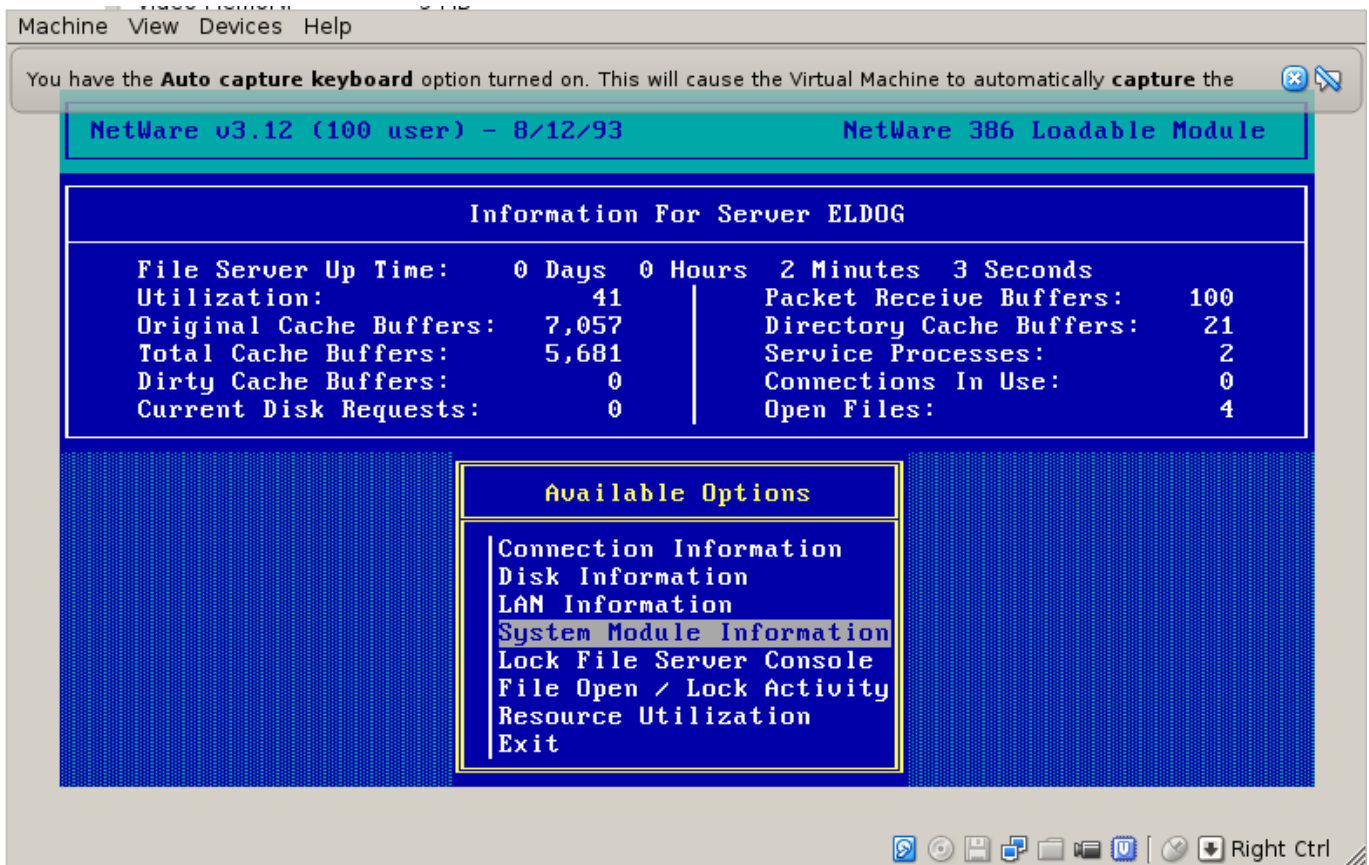 Machine View Devices Help
You have the Auto capture keyboard option turned on. This will cause the Virtual Machine to automatically capture the
NetWare v3.12 (100 user) - 8/12/93 NetWare 386 Loadable Module
Information For Server ELDOG
File Server Up Time: 0 Days 0 Hours 2 Minutes 3 Seconds
Utilization: 41 Packet Receive Buffers: 100
Original Cache Buffers: 7,057 Directory Cache Buffers: 21
Total Cache Buffers: 5,681 Service Processes: 2
Dirty Cache Buffers: 0 Connections In Use: 0
Current Disk Requests: 0 Open Files: 4
Available Options
Connection Information
Disk Information
LAN Information
System Module Information
Lock File Server Console
File Open / Lock Activity
Resource Utilization
Exit
Right Ctrl